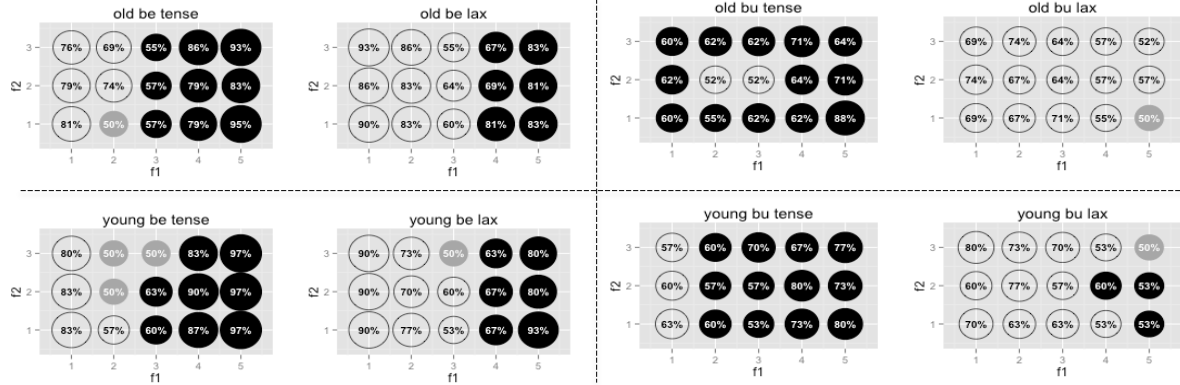 old be tense
f2
3 76% 69% 55% 86% 93%
2 79% 74% 57% 79% 83%
1 81% 50% 57% 79% 95%
1 2 3 4 5
f1
old be lax
f2
3 93% 86% 55% 67% 83%
2 86% 83% 64% 69% 81%
1 90% 83% 60% 81% 83%
1 2 3 4 5
f1
old bu tense
f2
3 60% 62% 62% 71% 64%
2 62% 52% 52% 64% 71%
1 60% 55% 62% 62% 88%
1 2 3 4 5
f1
old bu lax
f2
3 69% 74% 64% 57% 52%
2 74% 67% 64% 57% 57%
1 69% 67% 71% 55% 50%
1 2 3 4 5
f1
young be tense
f2
3 80% 50% 50% 83% 97%
2 83% 50% 63% 90% 97%
1 83% 57% 60% 87% 97%
1 2 3 4 5
f1
young be lax
f2
3 90% 73% 50% 63% 80%
2 90% 70% 60% 67% 80%
1 90% 77% 53% 67% 93%
1 2 3 4 5
f1
young bu tense
f2
3 57% 60% 70% 67% 77%
2 60% 57% 57% 80% 73%
1 63% 60% 53% 73% 80%
1 2 3 4 5
f1
young bu lax
f2
3 80% 73% 70% 53% 50%
2 60% 77% 57% 60% 53%
1 70% 63% 63% 53% 53%
1 2 3 4 5
f1